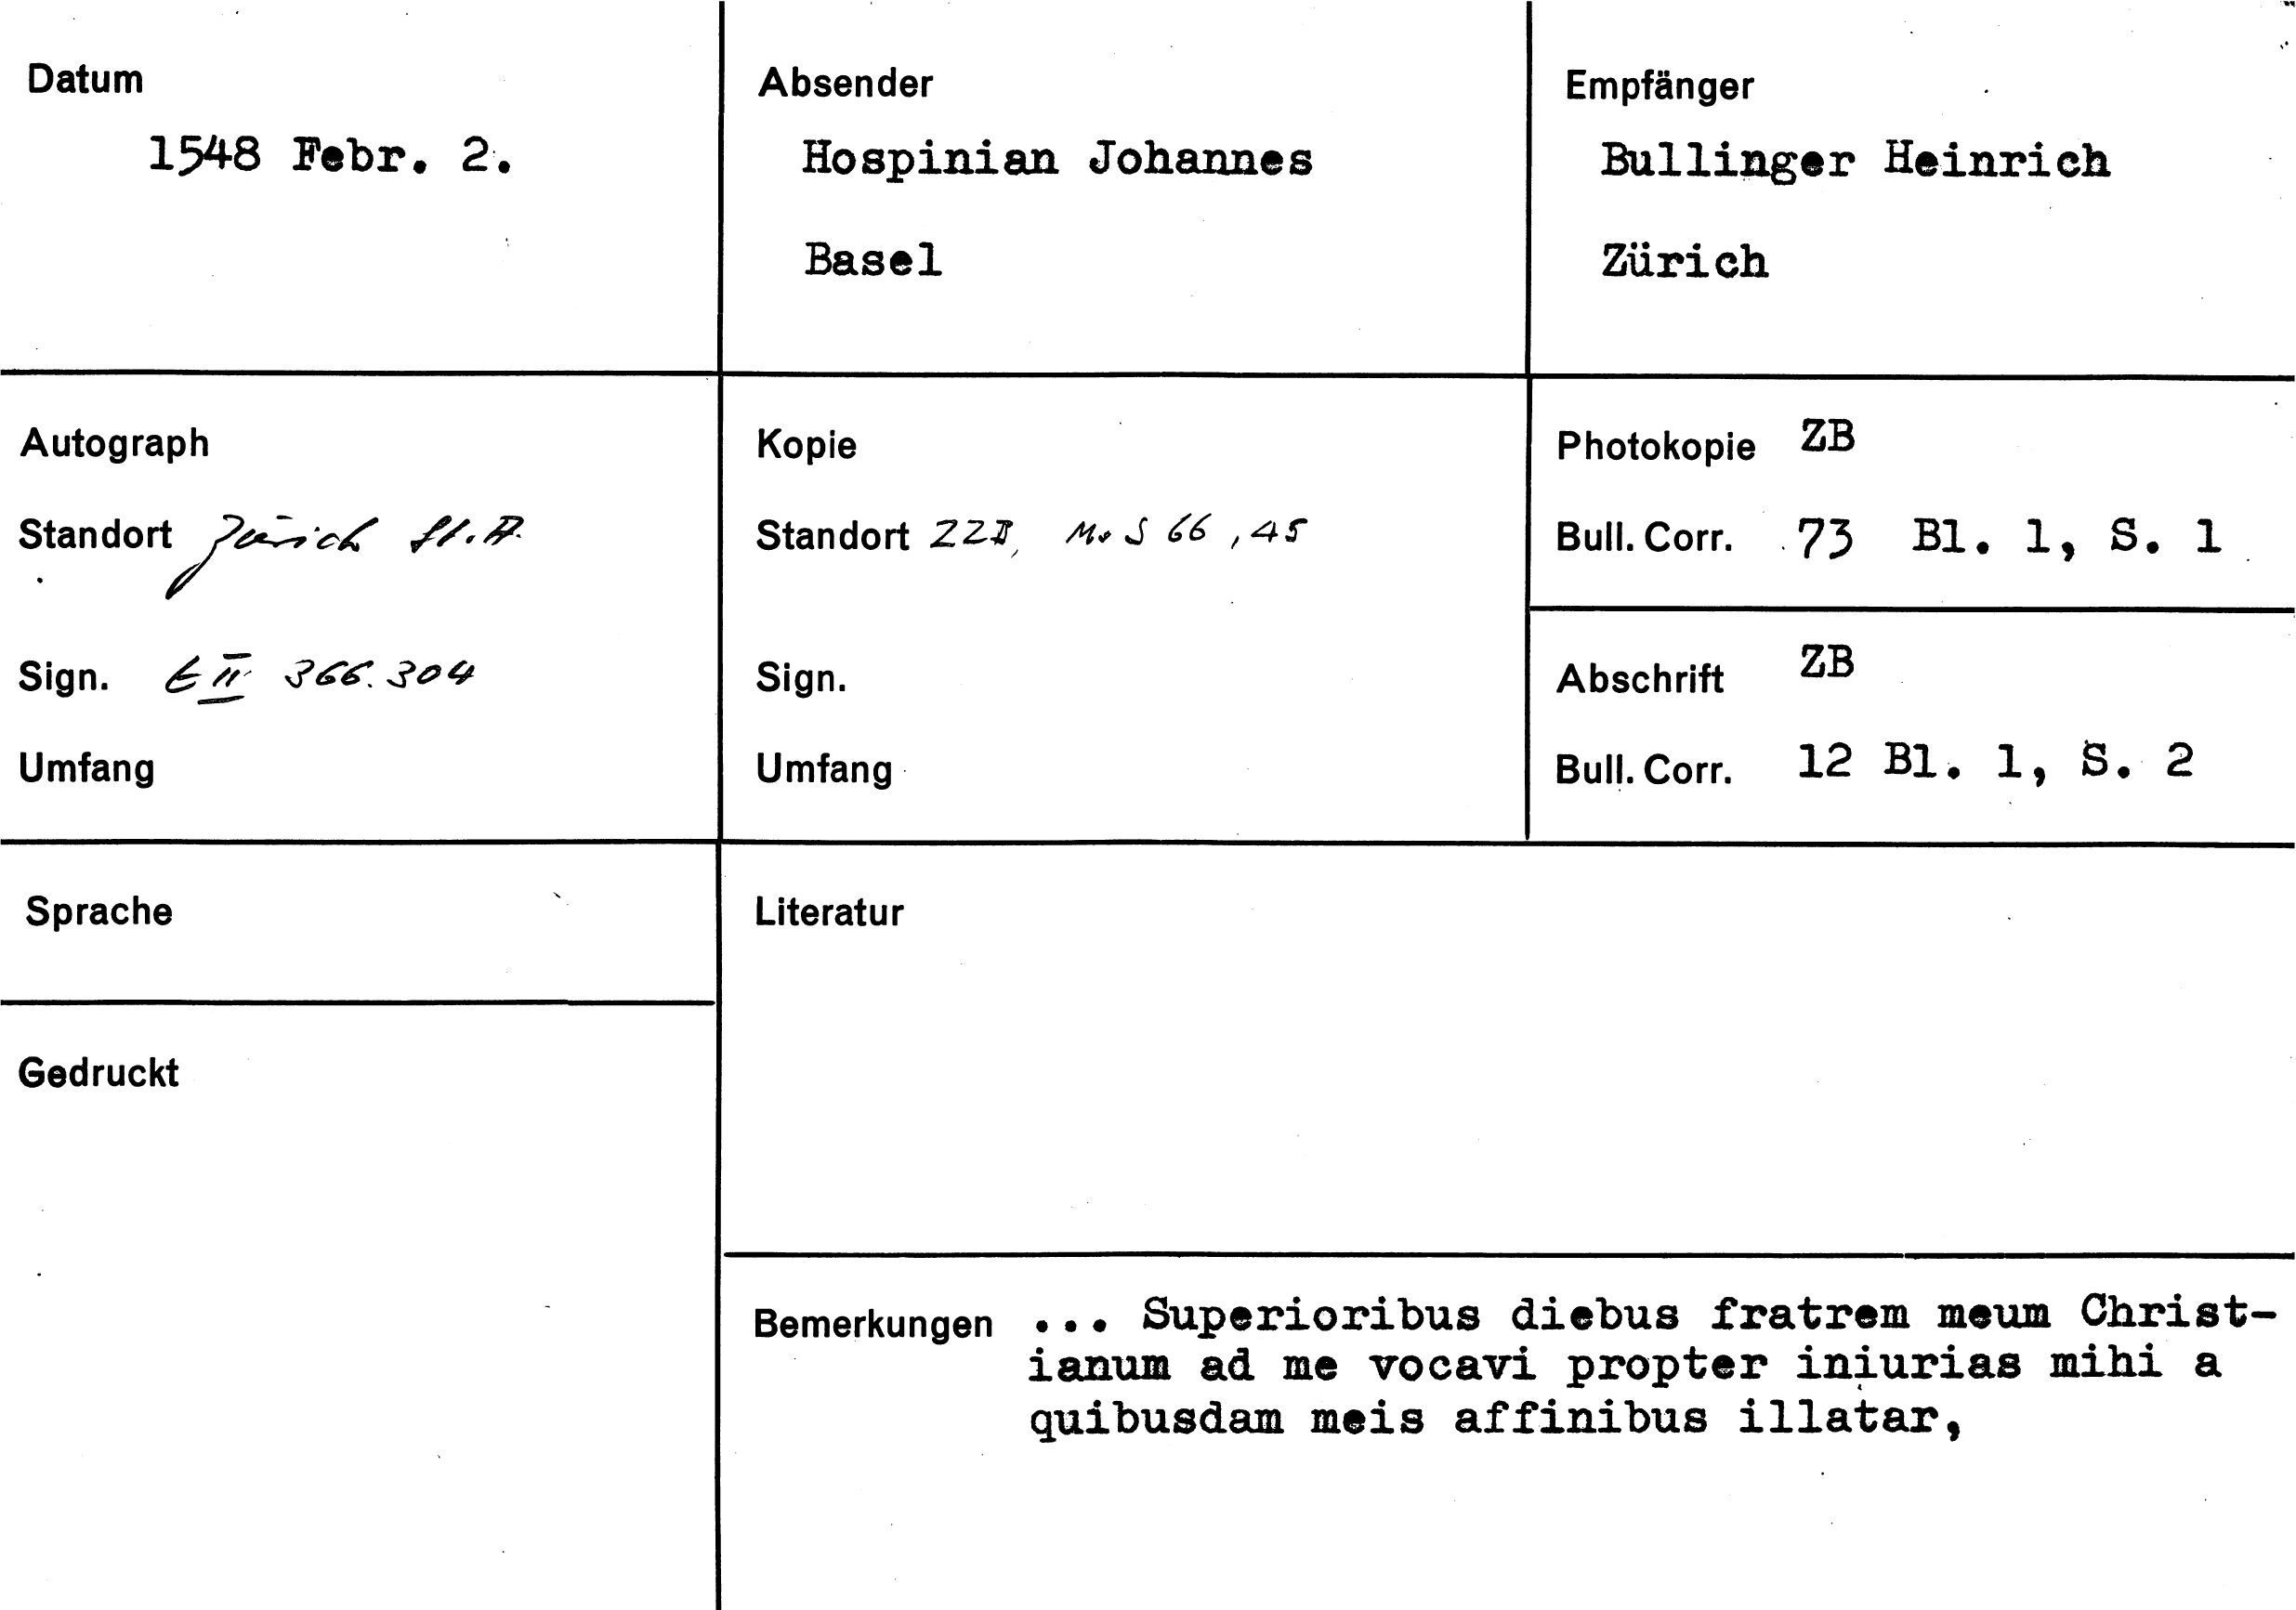 Datum
1548 Febr. 2.
Absender
Hospinian Johannes
Basel
Empfänger
Bullinger Heinrich
Zürich
Autograph
Standort Zürich St.A.
Sign. E II 366.304
Umfang
Kopie
Standort ZZB, Ms S 66, 45
Sign.
Umfang
Photokopie ZB
Bull. Corr. 73 Bl. 1, S. 1
Abschrift ZB
Bull. Corr. 12 Bl. 1, S. 2
Sprache
Gedruckt
Literatur
Bemerkungen ... Superioribus diebus fratrem meum Christ-
ianum ad me vocavi propter iniurias mihi a
quibusdam meis affinibus illatar,